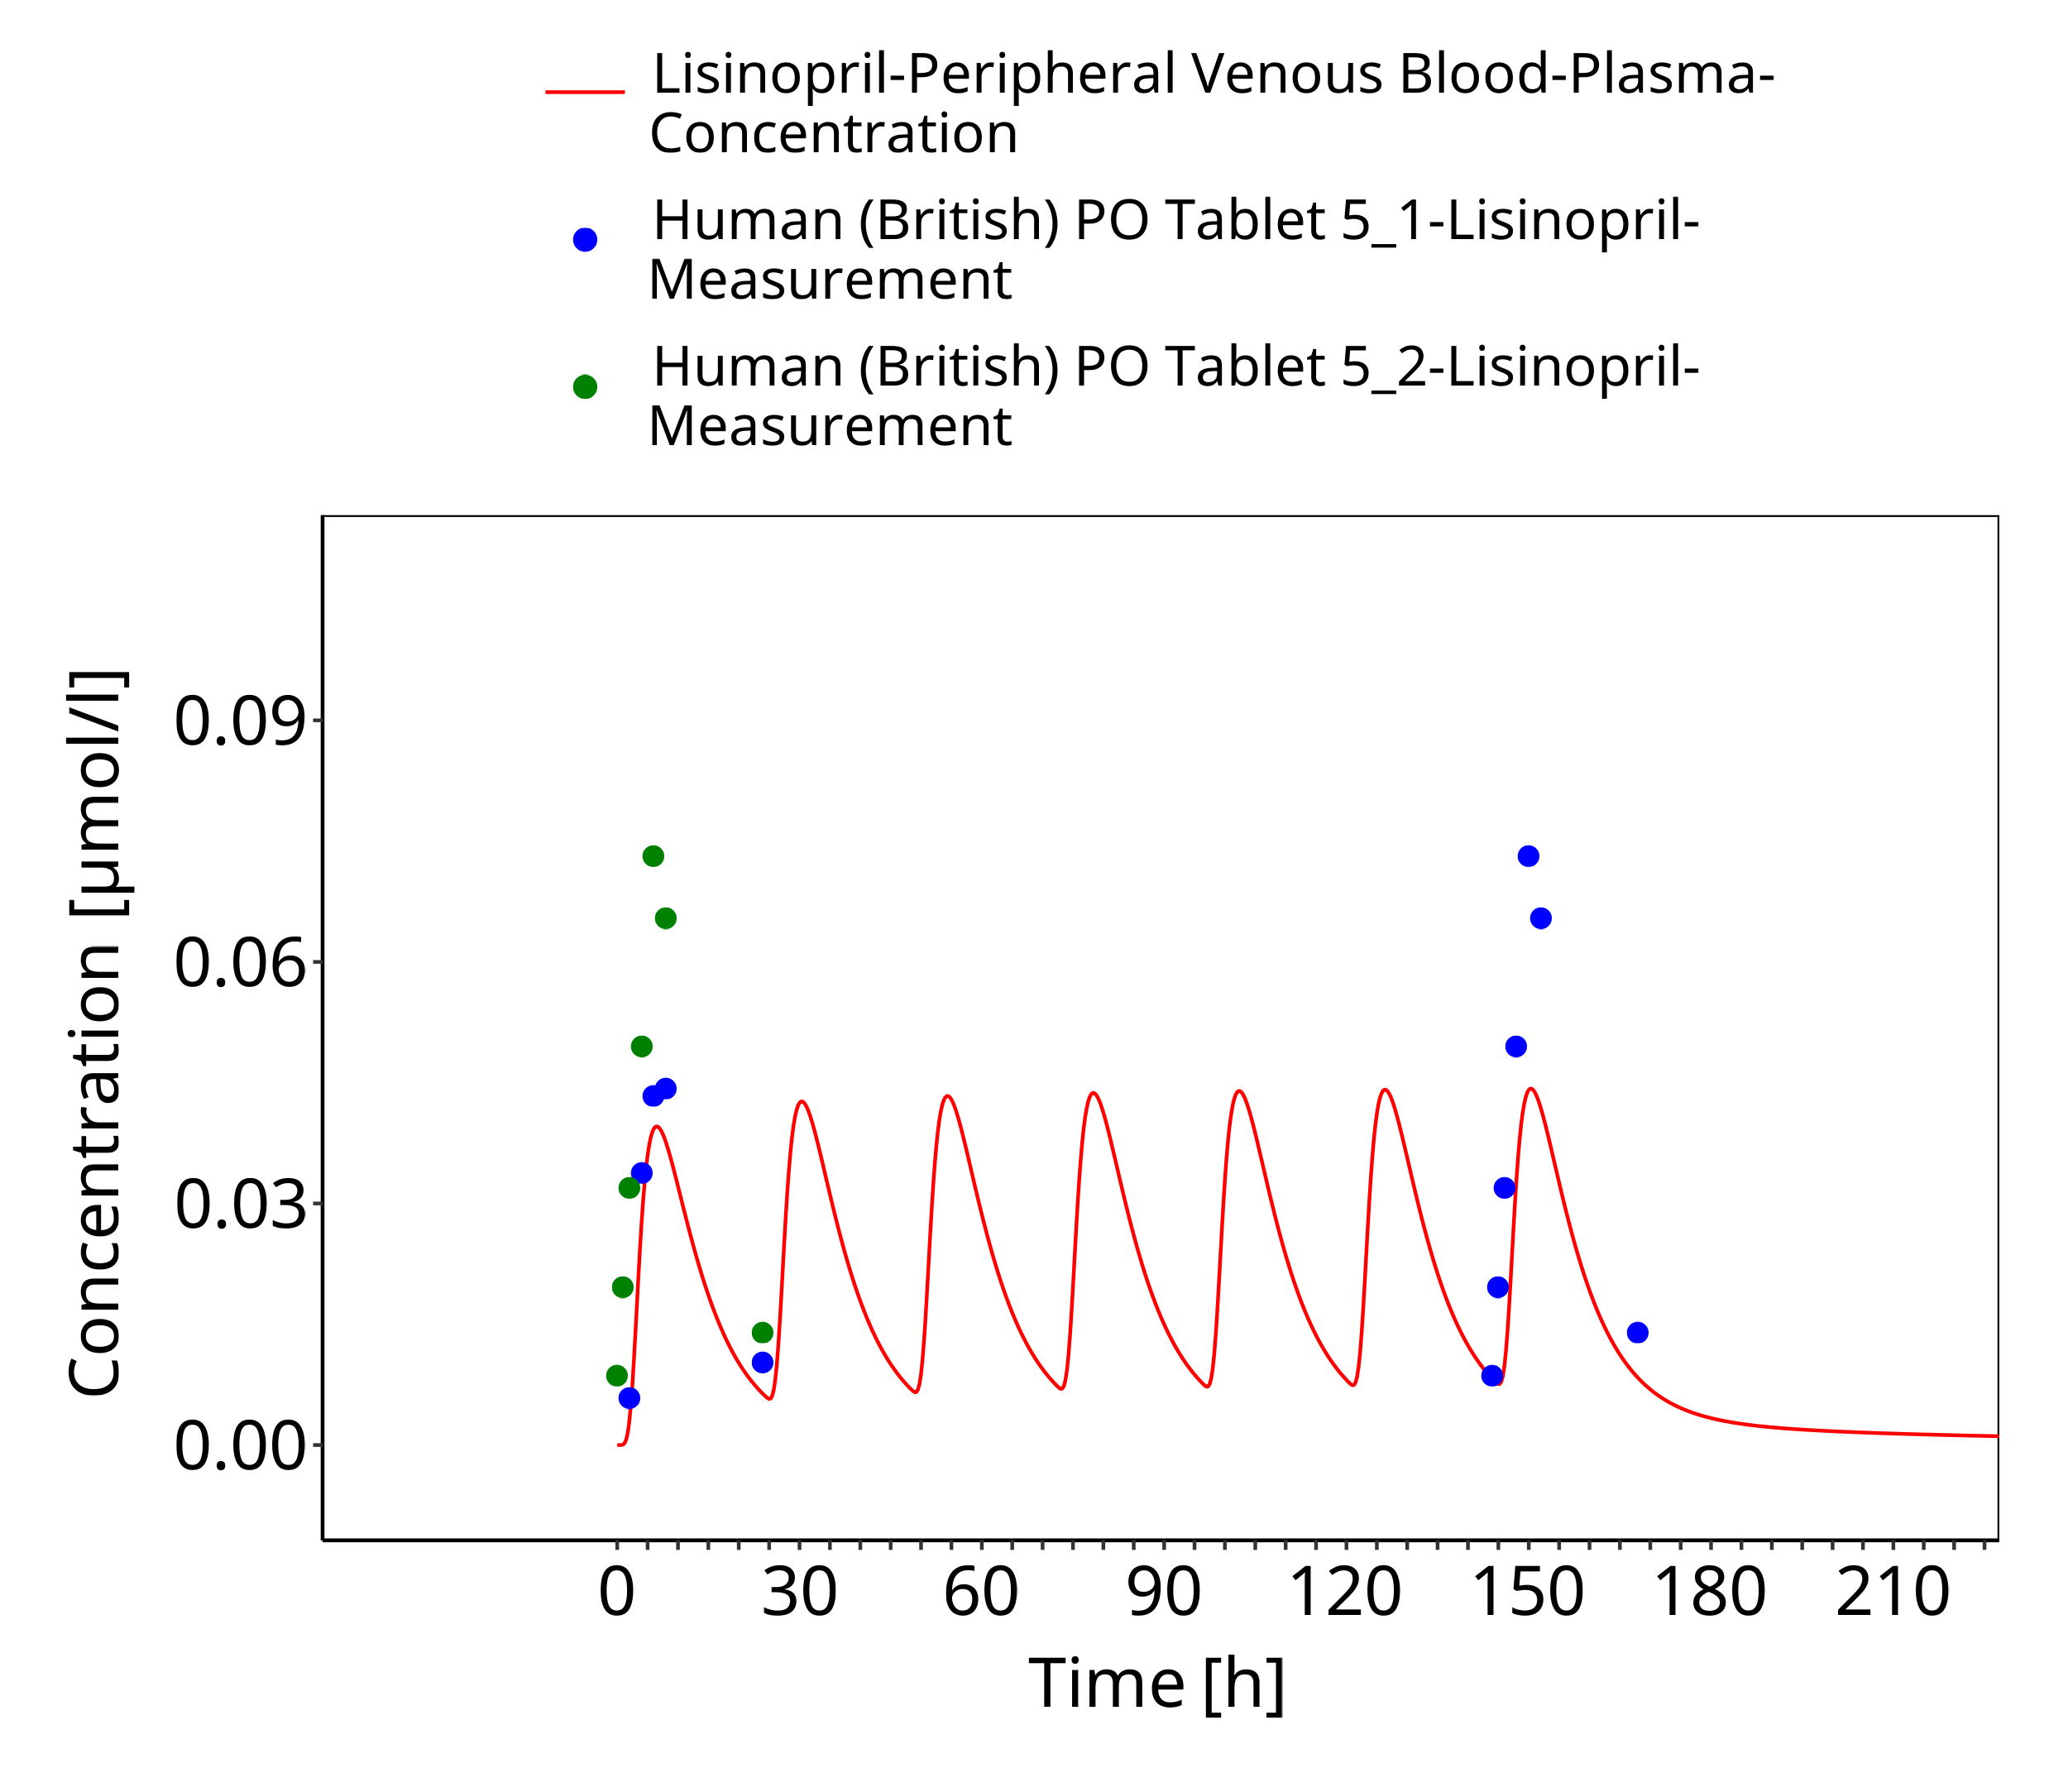 Lisinopril-Peripheral Venous Blood-Plasma-
Concentration
Human (British) PO Tablet 5_1-Lisinopril-
Measurement
Human (British) PO Tablet 5_2-Lisinopril-
Measurement
Concentration [µmol/l]
0.09
0.06
0.03
0.00
0 30 60 90 120 150 180 210
Time [h]